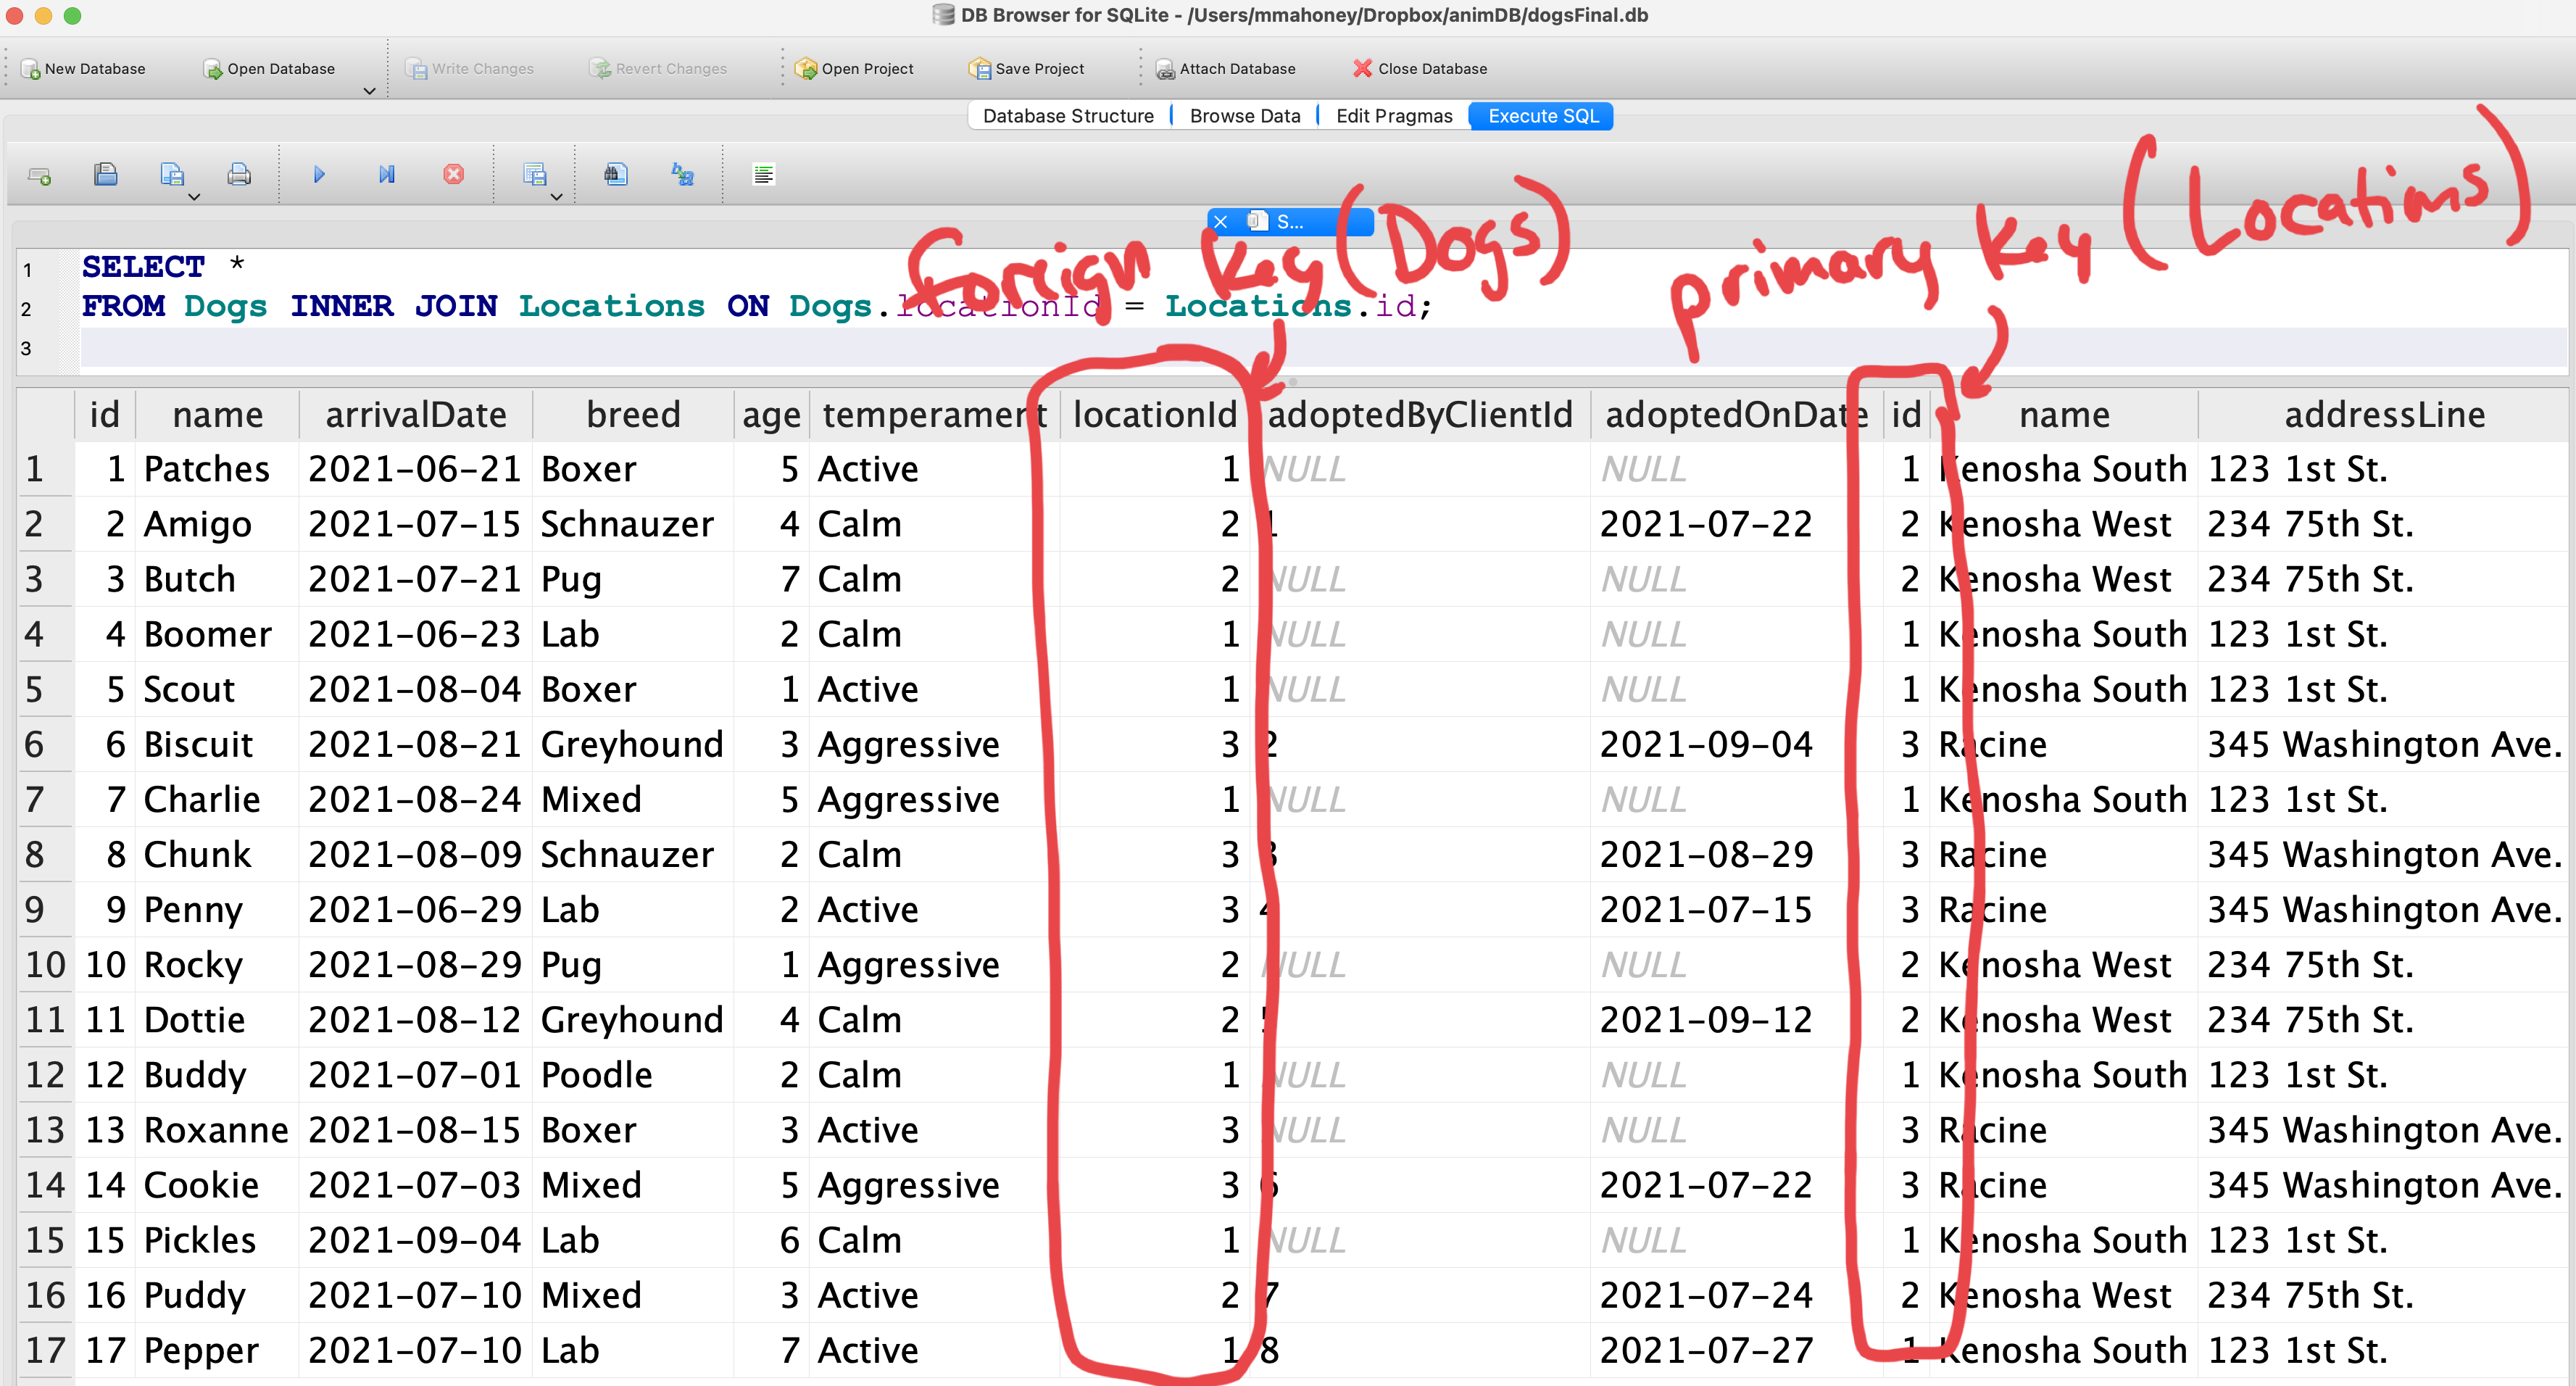 DB Browser for SQLite - /Users/mmahoney/Dropbox/animDB/dogsFinal.db
New Database Open Database Write Changes Revert Changes Open Project Save Project Attach Database Close Database
Database Structure Browse Data Edit Pragmas Execute SQL
S...
foreign key (Dogs)
primary key (Locations)
1 SELECT *
2 FROM Dogs INNER JOIN Locations ON Dogs.locationId = Locations.id;
3
id name arrivalDate breed age temperament locationId adoptedByClientId adoptedOnDate id name addressLine
1 1 Patches 2021-06-21 Boxer 5 Active 1 NULL NULL 1 Kenosha South 123 1st St.
2 2 Amigo 2021-07-15 Schnauzer 4 Calm 2 1 2021-07-22 2 Kenosha West 234 75th St.
3 3 Butch 2021-07-21 Pug 7 Calm 2 NULL NULL 2 Kenosha West 234 75th St.
4 4 Boomer 2021-06-23 Lab 2 Calm 1 NULL NULL 1 Kenosha South 123 1st St.
5 5 Scout 2021-08-04 Boxer 1 Active 1 NULL NULL 1 Kenosha South 123 1st St.
6 6 Biscuit 2021-08-21 Greyhound 3 Aggressive 3 2 2021-09-04 3 Racine 345 Washington Ave.
7 7 Charlie 2021-08-24 Mixed 5 Aggressive 1 NULL NULL 1 Kenosha South 123 1st St.
8 8 Chunk 2021-08-09 Schnauzer 2 Calm 3 3 2021-08-29 3 Racine 345 Washington Ave.
9 9 Penny 2021-06-29 Lab 2 Active 3 4 2021-07-15 3 Racine 345 Washington Ave.
10 10 Rocky 2021-08-29 Pug 1 Aggressive 2 NULL NULL 2 Kenosha West 234 75th St.
11 11 Dottie 2021-08-12 Greyhound 4 Calm 2 5 2021-09-12 2 Kenosha West 234 75th St.
12 12 Buddy 2021-07-01 Poodle 2 Calm 1 NULL NULL 1 Kenosha South 123 1st St.
13 13 Roxanne 2021-08-15 Boxer 3 Active 3 NULL NULL 3 Racine 345 Washington Ave.
14 14 Cookie 2021-07-03 Mixed 5 Aggressive 3 6 2021-07-22 3 Racine 345 Washington Ave.
15 15 Pickles 2021-09-04 Lab 6 Calm 1 NULL NULL 1 Kenosha South 123 1st St.
16 16 Puddy 2021-07-10 Mixed 3 Active 2 7 2021-07-24 2 Kenosha West 234 75th St.
17 17 Pepper 2021-07-10 Lab 7 Active 1 8 2021-07-27 1 Kenosha South 123 1st St.